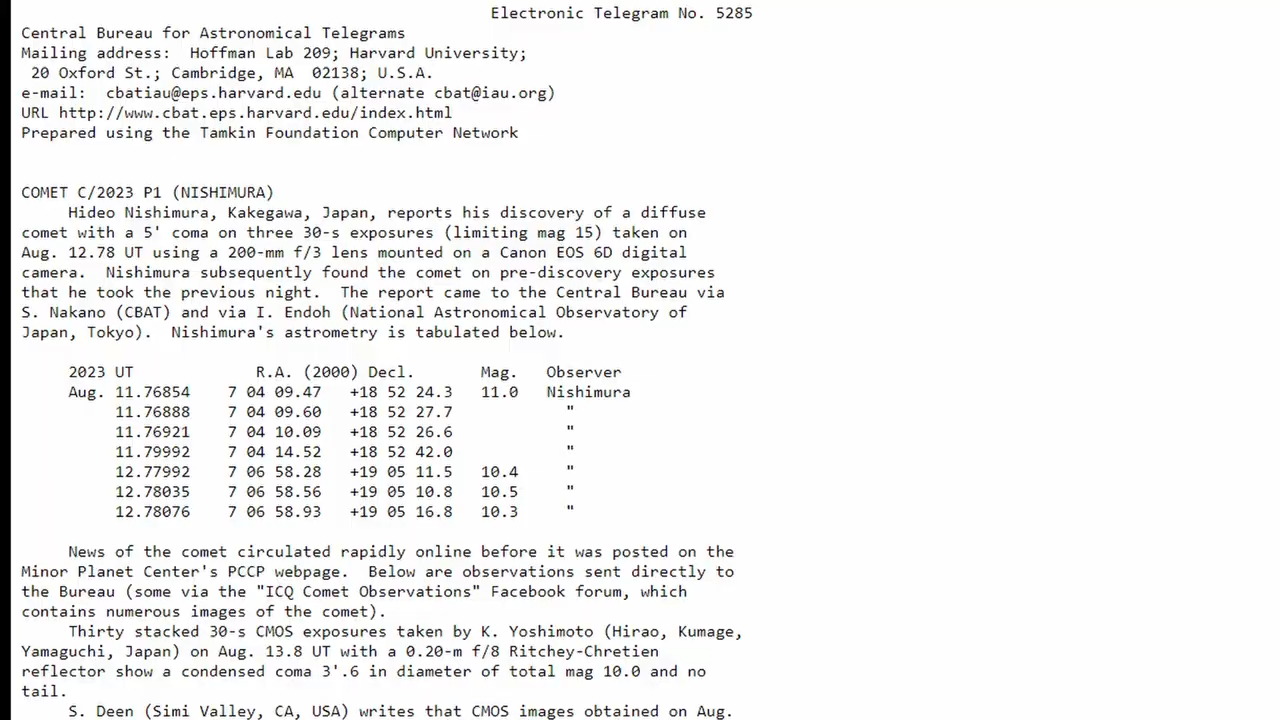 Electronic Telegram No. 5285
Central Bureau for Astronomical Telegrams
Mailing address:  Hoffman Lab 209; Harvard University;
 20 Oxford St.; Cambridge, MA  02138; U.S.A.
e-mail:  cbatiau@eps.harvard.edu (alternate cbat@iau.org)
URL http://www.cbat.eps.harvard.edu/index.html
Prepared using the Tamkin Foundation Computer Network
COMET C/2023 P1 (NISHIMURA)
     Hideo Nishimura, Kakegawa, Japan, reports his discovery of a diffuse
comet with a 5' coma on three 30-s exposures (limiting mag 15) taken on
Aug. 12.78 UT using a 200-mm f/3 lens mounted on a Canon EOS 6D digital
camera.  Nishimura subsequently found the comet on pre-discovery exposures
that he took the previous night.  The report came to the Central Bureau via
S. Nakano (CBAT) and via I. Endoh (National Astronomical Observatory of
Japan, Tokyo).  Nishimura's astrometry is tabulated below.
     2023 UT             R.A. (2000) Decl.       Mag.   Observer
     Aug. 11.76854    7 04 09.47   +18 52 24.3   11.0   Nishimura
          11.76888    7 04 09.60   +18 52 27.7            "
          11.76921    7 04 10.09   +18 52 26.6            "
          11.79992    7 04 14.52   +18 52 42.0            "
          12.77992    7 06 58.28   +19 05 11.5   10.4     "
          12.78035    7 06 58.56   +19 05 10.8   10.5     "
          12.78076    7 06 58.93   +19 05 16.8   10.3     "
     News of the comet circulated rapidly online before it was posted on the
Minor Planet Center's PCCP webpage.  Below are observations sent directly to
the Bureau (some via the "ICQ Comet Observations" Facebook forum, which
contains numerous images of the comet).
     Thirty stacked 30-s CMOS exposures taken by K. Yoshimoto (Hirao, Kumage,
Yamaguchi, Japan) on Aug. 13.8 UT with a 0.20-m f/8 Ritchey-Chretien
reflector show a condensed coma 3'.6 in diameter of total mag 10.0 and no
tail.
     S. Deen (Simi Valley, CA, USA) writes that CMOS images obtained on Aug.